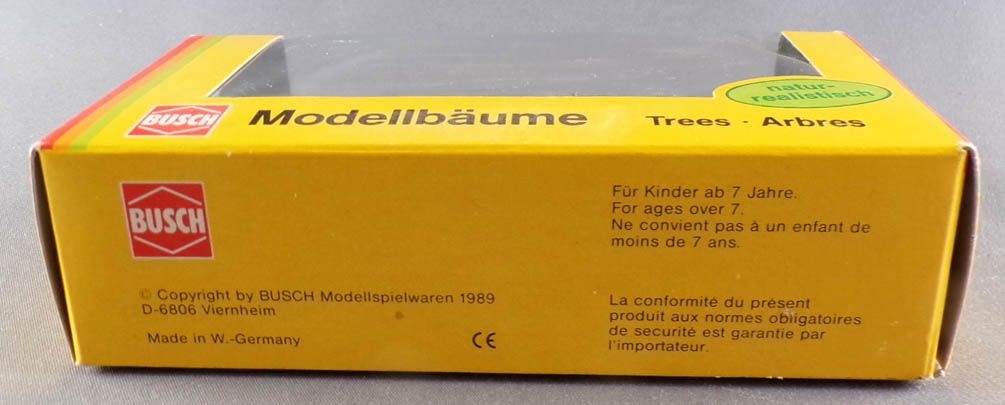 BUSCH Modellbäume Trees · Arbres
natur-
realistisch
BUSCH
Für Kinder ab 7 Jahre.
For ages over 7.
Ne convient pas à un enfant de
moins de 7 ans.
© Copyright by BUSCH Modellspielwaren 1989
D-6806 Viernheim
Made in W.-Germany
CE
La conformité du présent
produit aux normes obligatoires
de securité est garantie par
l'importateur.